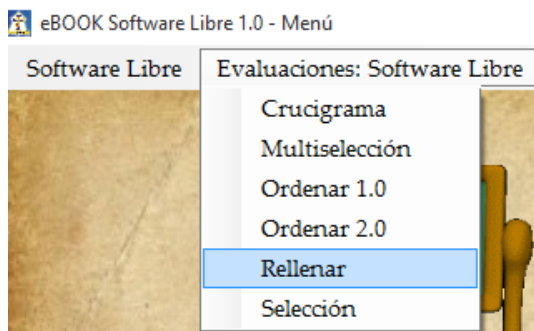 eBOOK Software Libre 1.0 - Menú
Software Libre Evaluaciones: Software Libre
Crucigrama
Multiselección
Ordenar 1.0
Ordenar 2.0
Rellenar
Selección